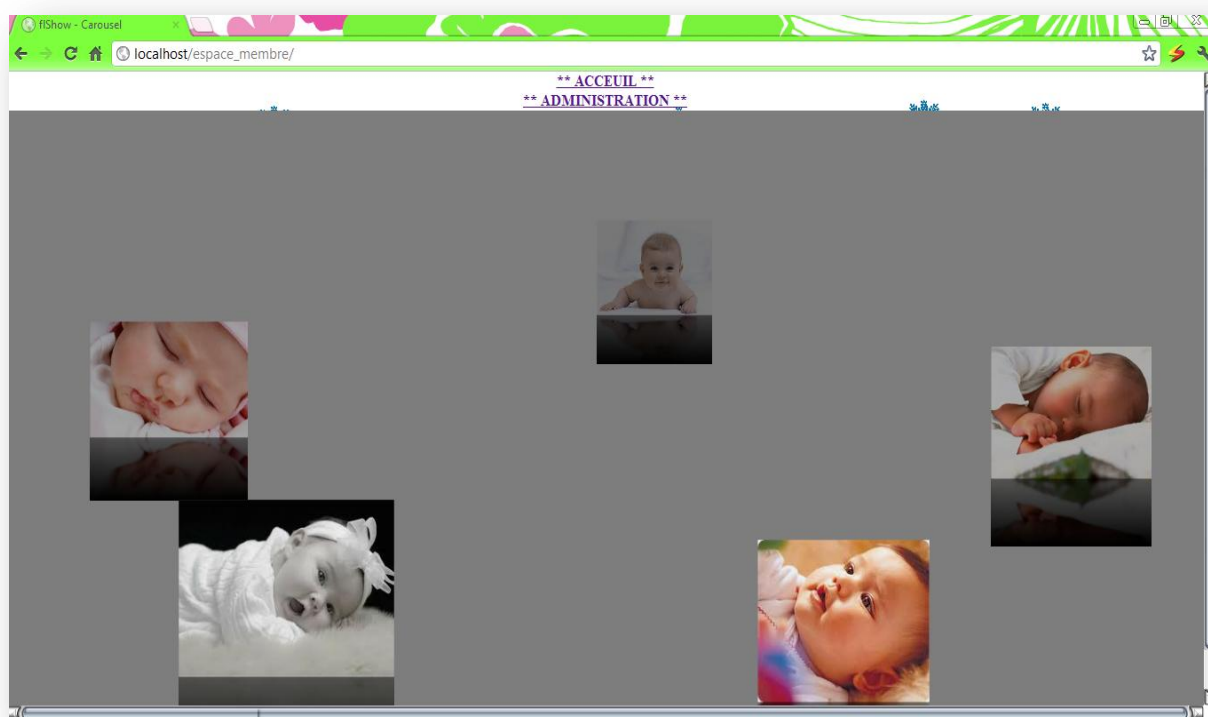 flShow - Carousel
localhost/espace_membre/
** ACCEUIL **
** ADMINISTRATION **